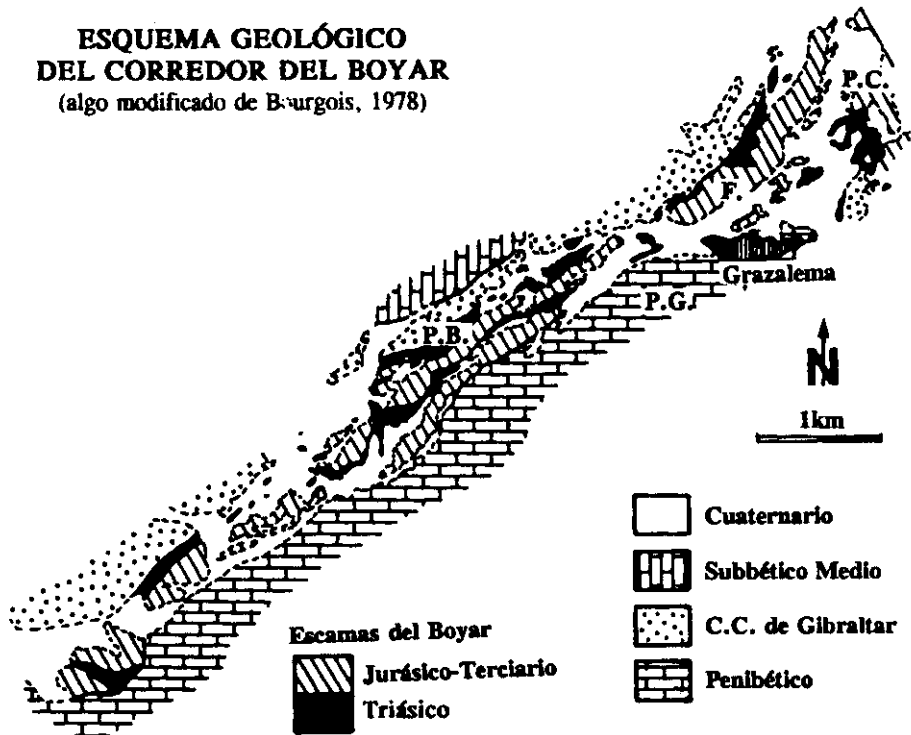 ESQUEMA GEOLÓGICO
DEL CORREDOR DEL BOYAR
(algo modificado de Bourgois, 1978)
P.C.
F.
Grazalema
P.G.
P.B.
N
1km
Cuaternario
Subbético Medio
C.C. de Gibraltar
Penibético
Escamas del Boyar
Jurásico-Terciario
Triásico